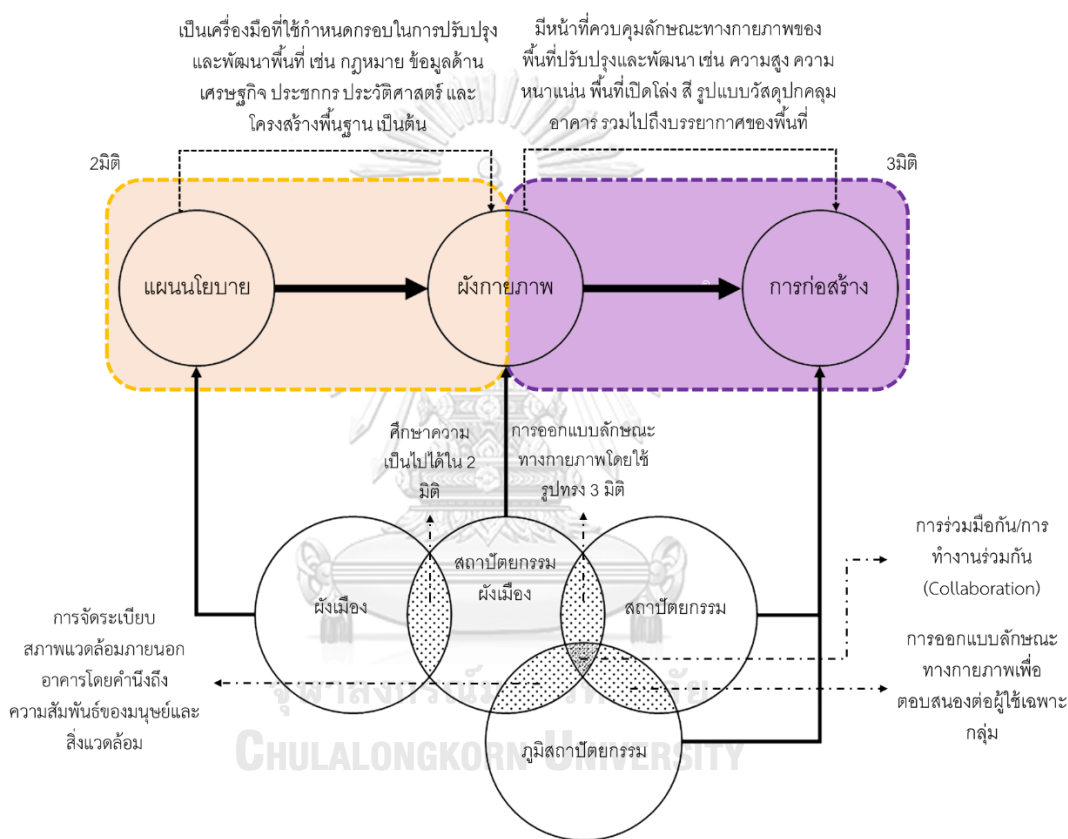 เป็นเครื่องมือที่ใช้กำหนดกรอบในการปรับปรุง
และพัฒนาพื้นที่ เช่น กฎหมาย ข้อมูลด้าน
เศรษฐกิจ ประชกกร ประวัติศาสตร์ และ
โครงสร้างพื้นฐาน เป็นต้น
มีหน้าที่ควบคุมลักษณะทางกายภาพของ
พื้นที่ปรับปรุงและพัฒนา เช่น ความสูง ความ
หนาแน่น พื้นที่เปิดโล่ง สี รูปแบบวัสดุปกคลุม
อาคาร รวมไปถึงบรรยากาศของพื้นที่
2มิติ
3มิติ
แผนนโยบาย
ผังกายภาพ
การก่อสร้าง
ศึกษาความ
เป็นไปได้ใน 2
มิติ
การออกแบบลักษณะ
ทางกายภาพโดยใช้
รูปทรง 3 มิติ
ผังเมือง
สถาปัตยกรรม
ผังเมือง
สถาปัตยกรรม
ภูมิสถาปัตยกรรม
การร่วมมือกัน/การ
ทำงานร่วมกัน
(Collaboration)
การจัดระเบียบ
สภาพแวดล้อมภายนอก
อาคารโดยคำนึงถึง
ความสัมพันธ์ของมนุษย์และ
สิ่งแวดล้อม
การออกแบบลักษณะ
ทางกายภาพเพื่อ
ตอบสนองต่อผู้ใช้เฉพาะ
กลุ่ม
จุฬาลงกรณ์มหาวิทยาลัย
CHULALONGKORN UNIVERSITY